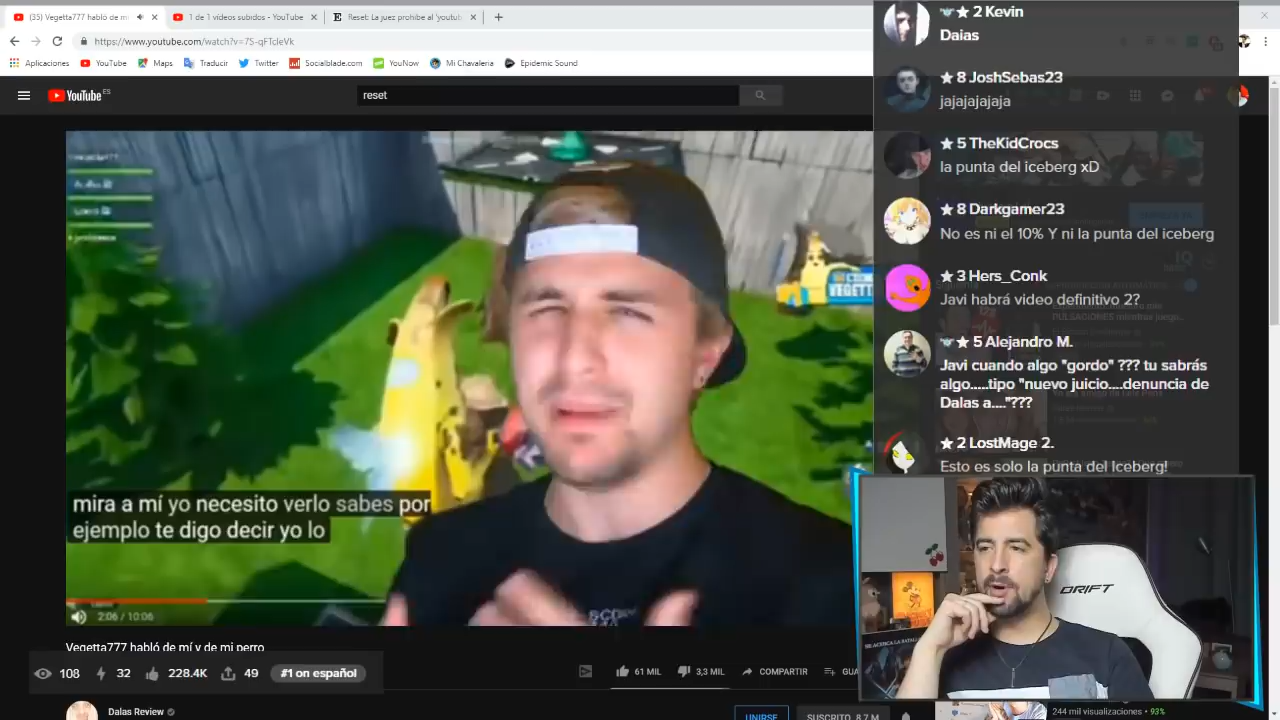 (35) Vegetta777 habló de m
1 de 1 vídeos subidos - YouTube
Reset: La juez prohibe al 'youtub
https://www.youtube.com/watch?v=7S-qFTcleVk
Aplicaciones
YouTube
Maps
Traducir
Twitter
Socialblade.com
YouNow
Mi Chavaleria
Epidemic Sound
YouTube ES
reset
mira a mí yo necesito verlo sabes por
ejemplo te digo decir yo lo
2:06 / 10:06
Vegetta777 habló de mi y de mi perro
108
32
228.4K
49
#1 on español
61 MIL
3,3 MIL
COMPARTIR
GUA
Dalas Review
UNIRSE
SUSCRITO 8,7 M
2 Kevin
Daias
8 JoshSebas23
jajajajajaja
5 TheKidCrocs
la punta del iceberg xD
8 Darkgamer23
No es ni el 10% Y ni la punta del iceberg
3 Hers_Conk
Javi habrá video definitivo 2?
5 Alejandro M.
Javi cuando algo "gordo" ??? tu sabrás
algo.....tipo "nuevo juicio....denuncia de
Dalas a...."???
2 LostMage 2.
Esto es solo la punta del Iceberg!
DRIFT
244 mil visualizaciones • 93%